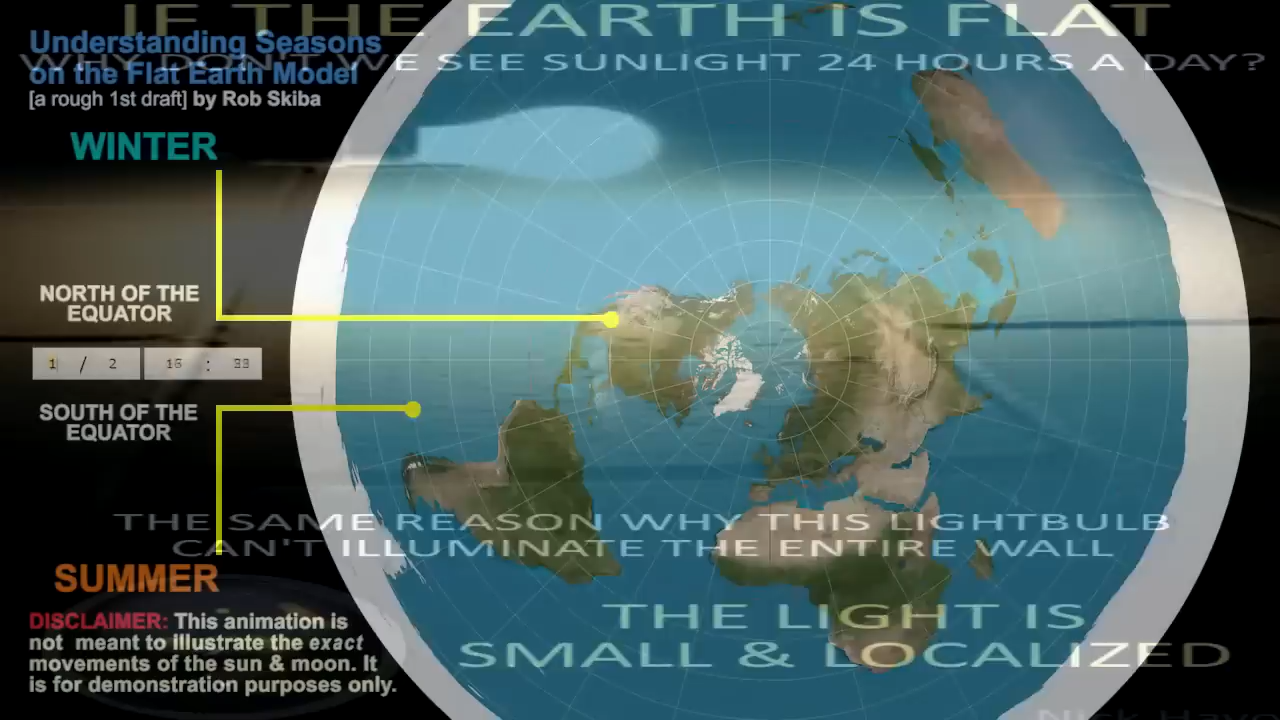 IF THE EARTH IS FLAT
WHY DON'T WE SEE SUNLIGHT 24 HOURS A DAY?
Understanding Seasons
on the Flat Earth Model
[a rough 1st draft] by Rob Skiba
WINTER
NORTH OF THE
EQUATOR
1 / 2 16 :
SOUTH OF THE
EQUATOR
THE SAME REASON WHY THIS LIGHTBULB
CAN'T ILLUMINATE THE ENTIRE WALL
SUMMER
THE LIGHT IS
SMALL & LOCALIZED
DISCLAIMER: This animation is
not meant to illustrate the exact
movements of the sun & moon. It
is for demonstration purposes only.